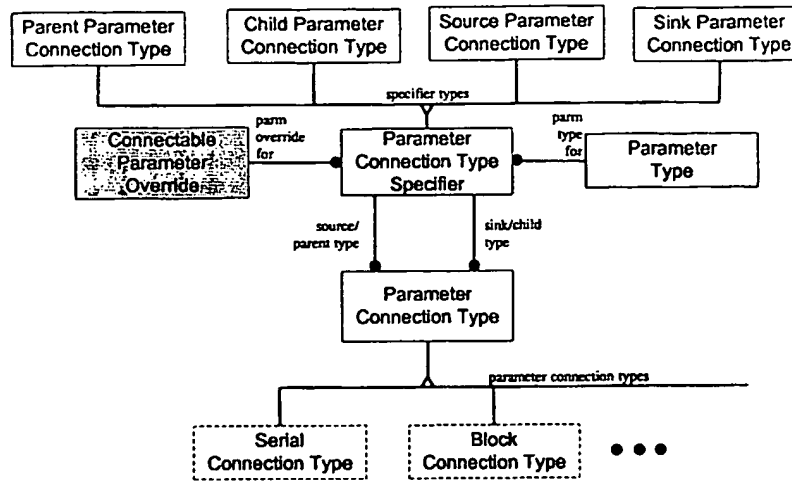 Parent Parameter
Connection Type
Child Parameter
Connection Type
Source Parameter
Connection Type
Sink Parameter
Connection Type
specifier types
parm
override
for
parm
type
for
Connectable
Parameter
Override
Parameter
Connection Type
Specifier
Parameter
Type
source/
parent type
sink/child
type
Parameter
Connection Type
parameter connection types
Serial
Connection Type
Block
Connection Type